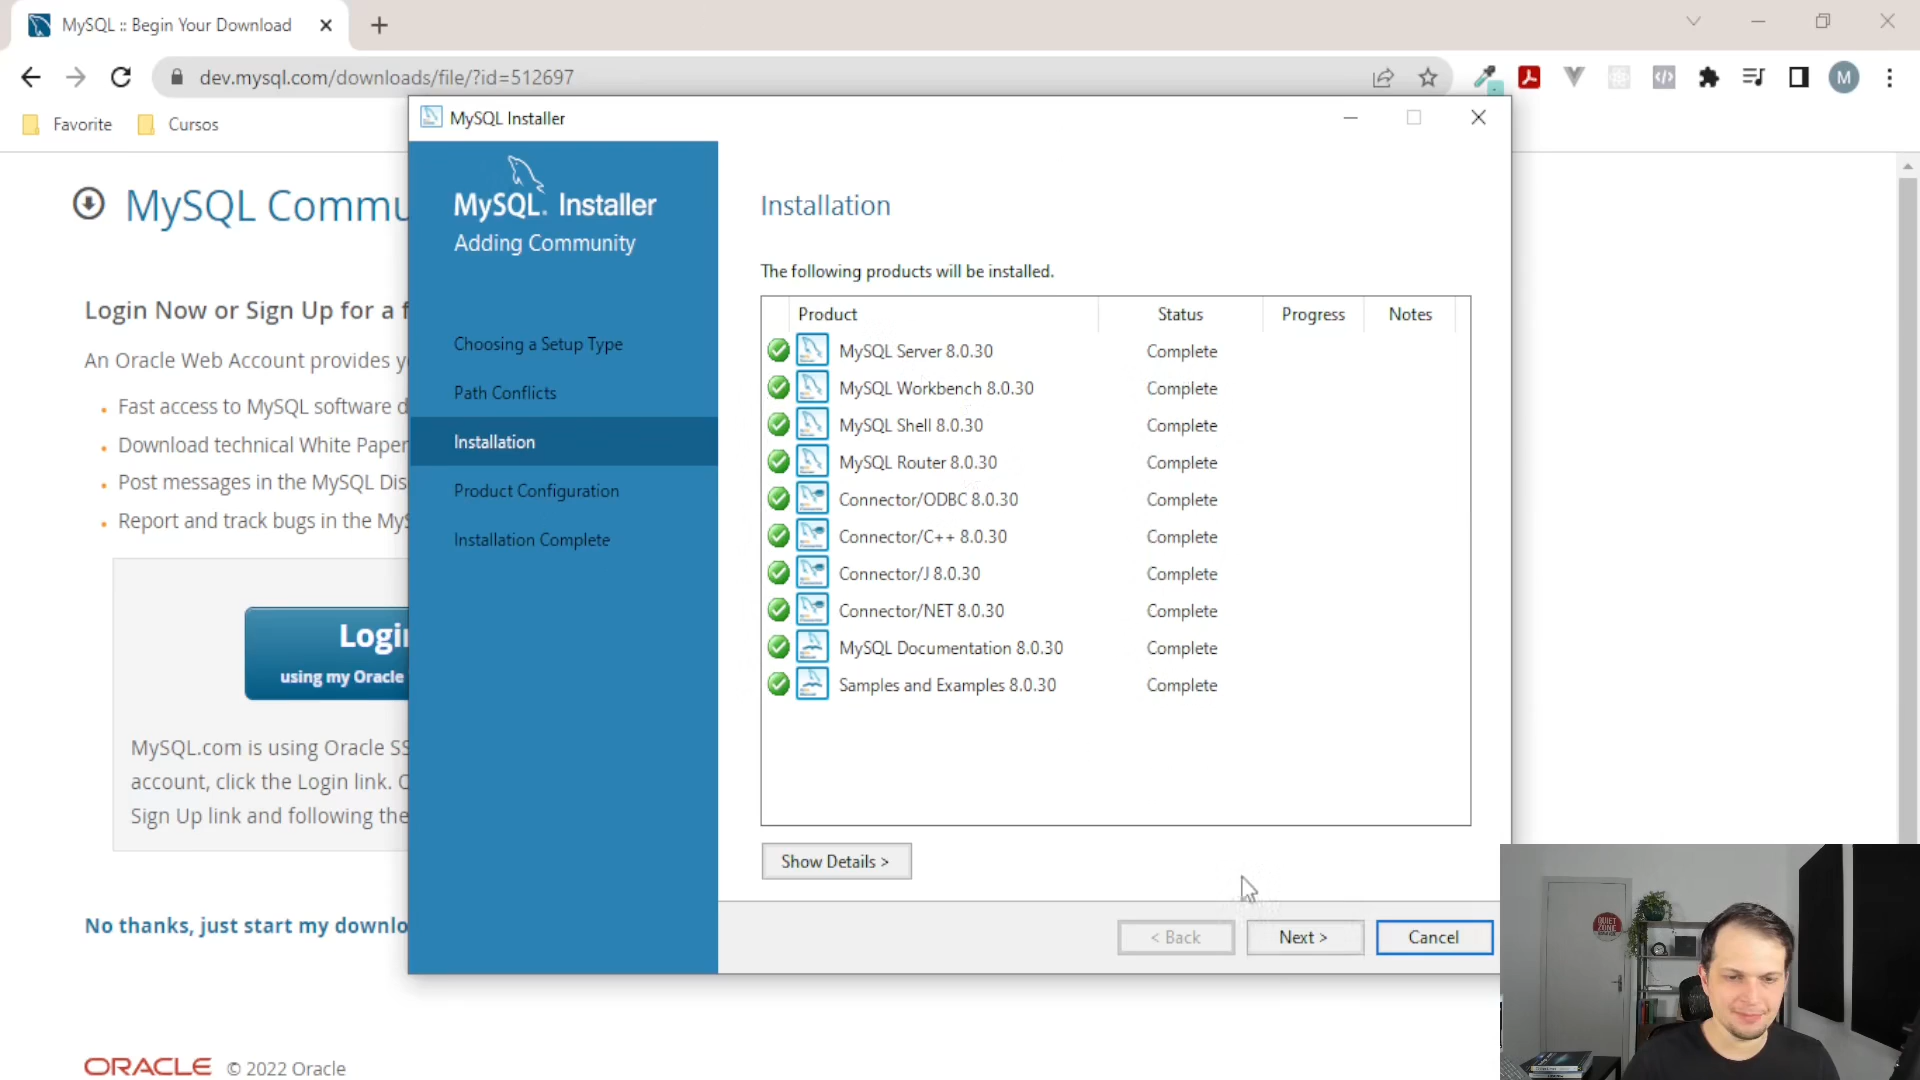 MySQL :: Begin Your Download
dev.mysql.com/downloads/file/?id=512697
M
Favorite
Cursos
MySQL Installer
MySQL Commu
Login Now or Sign Up for a f
An Oracle Web Account provides yo
Fast access to MySQL software d
Download technical White Paper
Post messages in the MySQL Dis
Report and track bugs in the MyS
Login
using my Oracle
MySQL.com is using Oracle SS
account, click the Login link. O
Sign Up link and following the
No thanks, just start my downlo
ORACLE © 2022 Oracle
MySQL. Installer
Adding Community
Choosing a Setup Type
Path Conflicts
Installation
Product Configuration
Installation Complete
Installation
The following products will be installed.
Product Status Progress Notes
MySQL Server 8.0.30 Complete
MySQL Workbench 8.0.30 Complete
MySQL Shell 8.0.30 Complete
MySQL Router 8.0.30 Complete
Connector/ODBC 8.0.30 Complete
Connector/C++ 8.0.30 Complete
Connector/J 8.0.30 Complete
Connector/NET 8.0.30 Complete
MySQL Documentation 8.0.30 Complete
Samples and Examples 8.0.30 Complete
Show Details >
< Back
Next >
Cancel
QUIET
ZONE